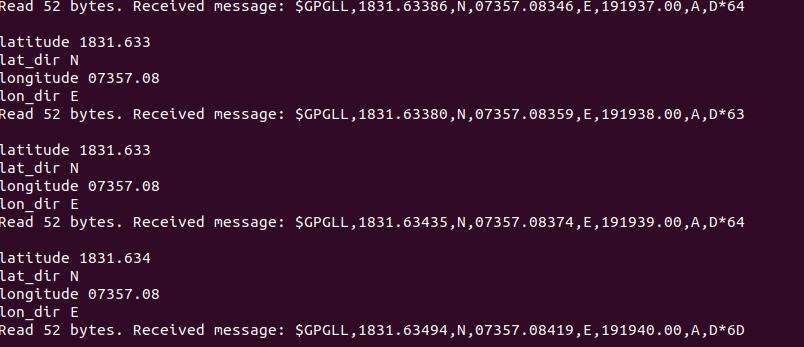 Read 52 bytes. Received message: $GPGLL,1831.63386,N,07357.08346,E,191937.00,A,D*64
latitude 1831.633
lat_dir N
longitude 07357.08
lon_dir E
Read 52 bytes. Received message: $GPGLL,1831.63380,N,07357.08359,E,191938.00,A,D*63
latitude 1831.633
lat_dir N
longitude 07357.08
lon_dir E
Read 52 bytes. Received message: $GPGLL,1831.63435,N,07357.08374,E,191939.00,A,D*64
latitude 1831.634
lat_dir N
longitude 07357.08
lon_dir E
Read 52 bytes. Received message: $GPGLL,1831.63494,N,07357.08419,E,191940.00,A,D*6D